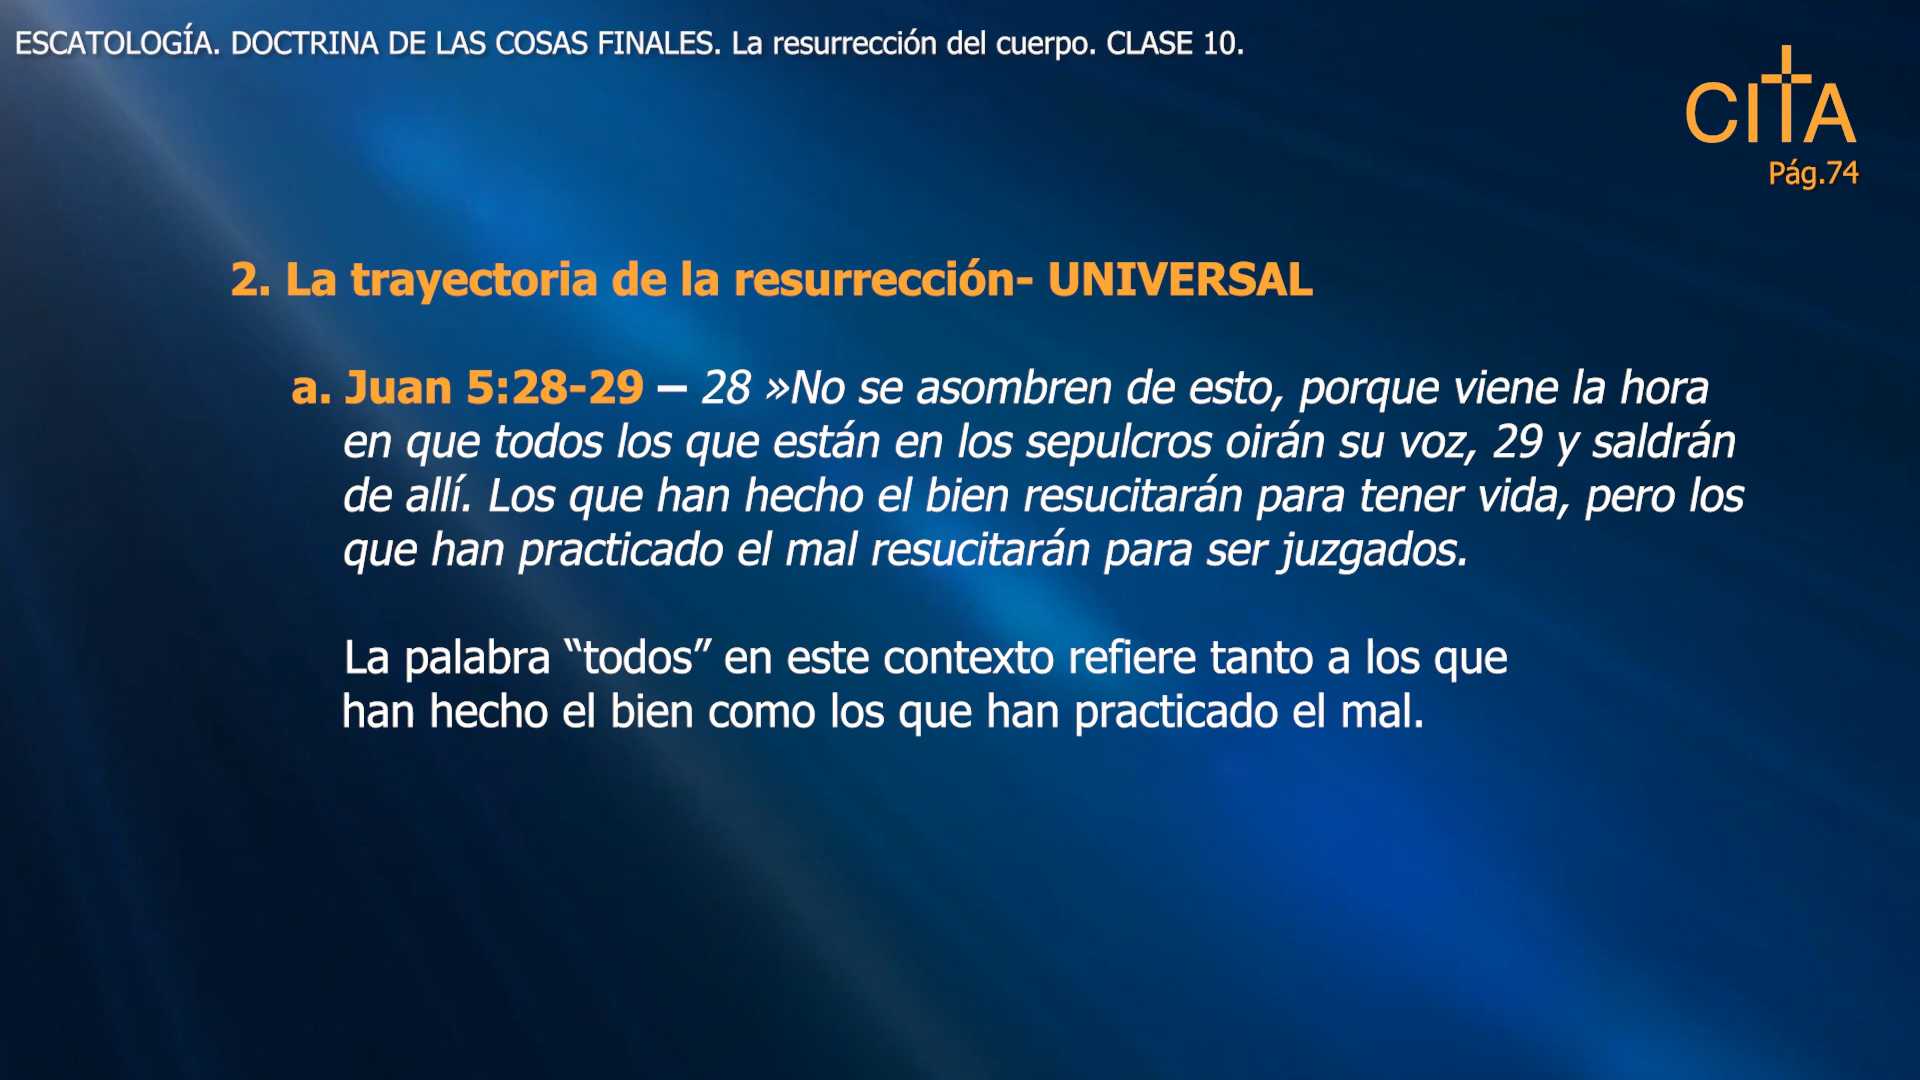 ESCATOLOGÍA. DOCTRINA DE LAS COSAS FINALES. La resurrección del cuerpo. CLASE 10.
CITA
Pág.74
2. La trayectoria de la resurrección- UNIVERSAL
a. Juan 5:28-29 – 28 »No se asombren de esto, porque viene la hora
en que todos los que están en los sepulcros oirán su voz, 29 y saldrán
de allí. Los que han hecho el bien resucitarán para tener vida, pero los
que han practicado el mal resucitarán para ser juzgados.
La palabra “todos” en este contexto refiere tanto a los que
han hecho el bien como los que han practicado el mal.